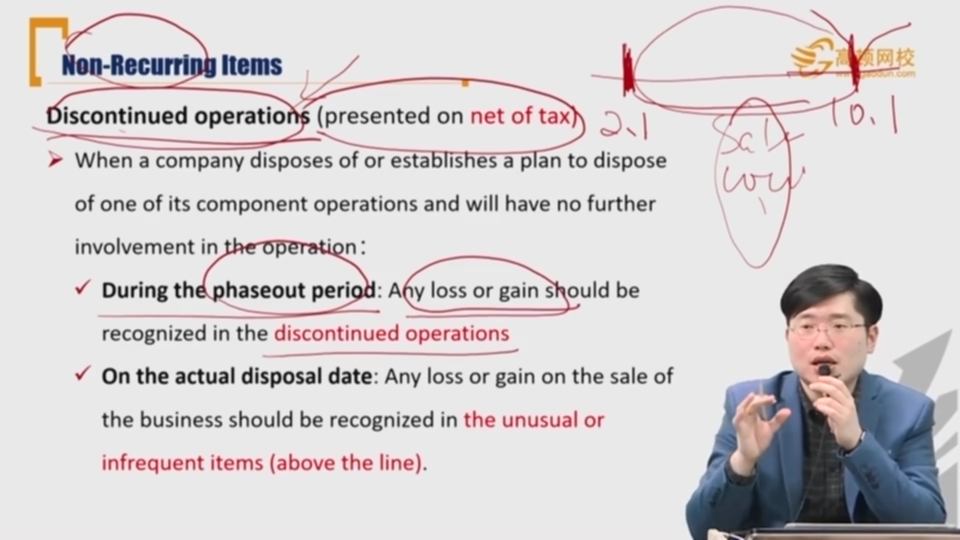 Non-Recurring Items
高顿网校
www.gaodun.com
Discontinued operations (presented on net of tax)
2.1
10.1
When a company disposes of or establishes a plan to dispose
of one of its component operations and will have no further
involvement in the operation:
During the phaseout period: Any loss or gain should be
recognized in the discontinued operations
On the actual disposal date: Any loss or gain on the sale of
the business should be recognized in the unusual or
infrequent items (above the line).